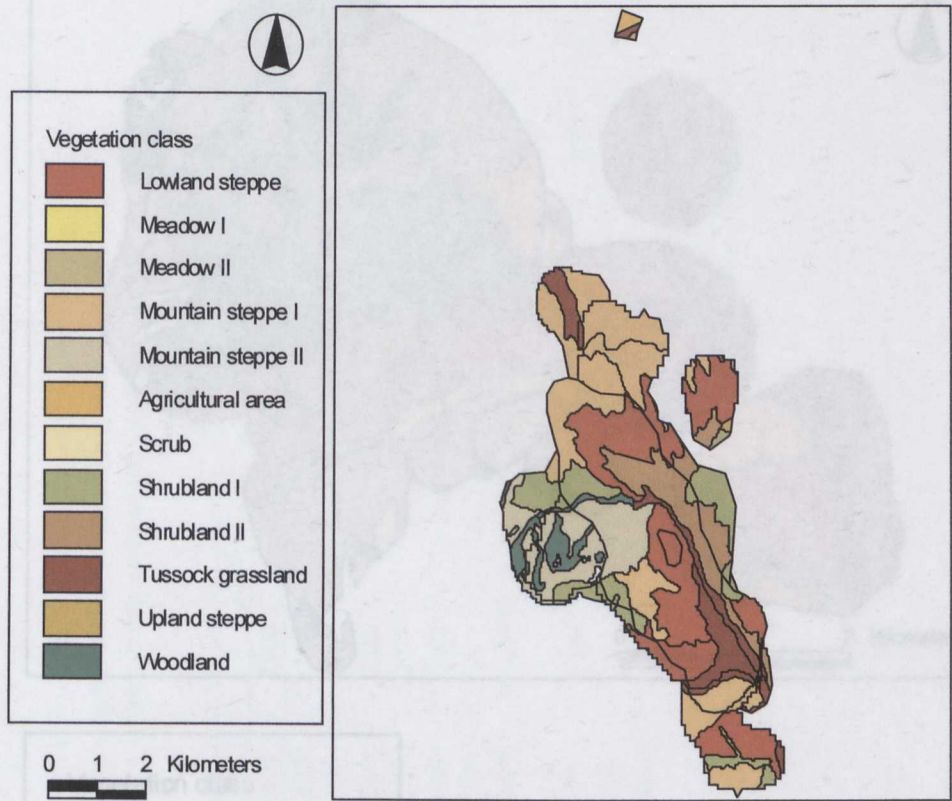 Vegetation class
Lowland steppe
Meadow I
Meadow II
Mountain steppe I
Mountain steppe II
Agricultural area
Scrub
Shrubland I
Shrubland II
Tussock grassland
Upland steppe
Woodland
0 1 2 Kilometers